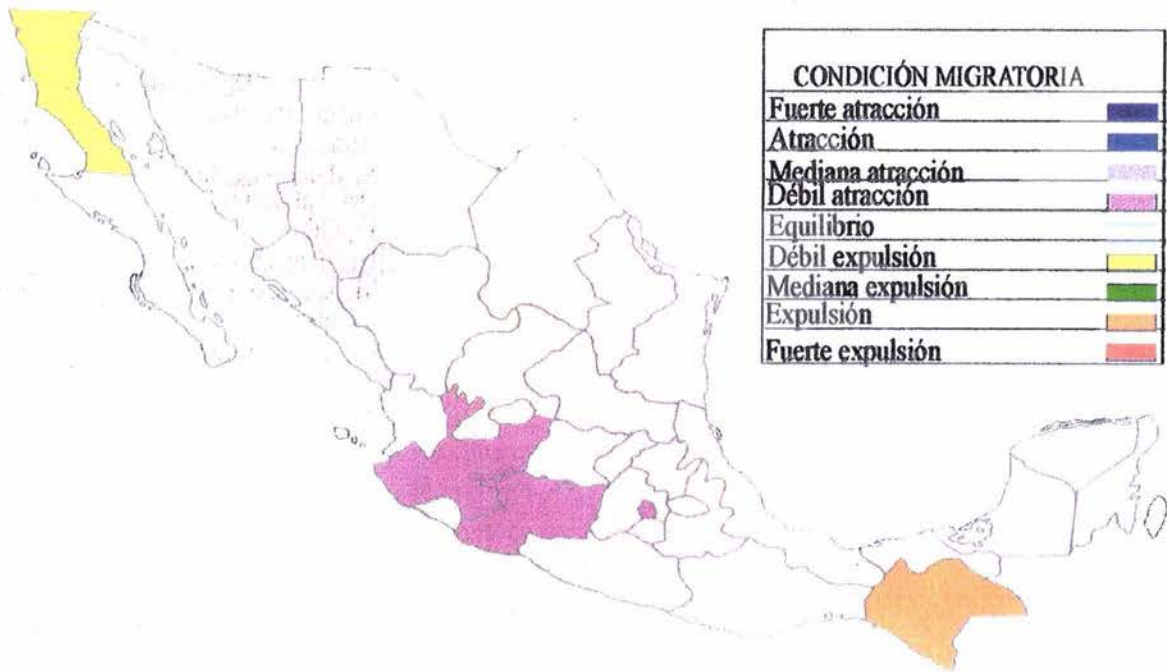 CONDICIÓN MIGRATORIA
Fuerte atracción
Atracción
Mediana atracción
Débil atracción
Equilibrio
Débil expulsión
Mediana expulsión
Expulsión
Fuerte expulsión